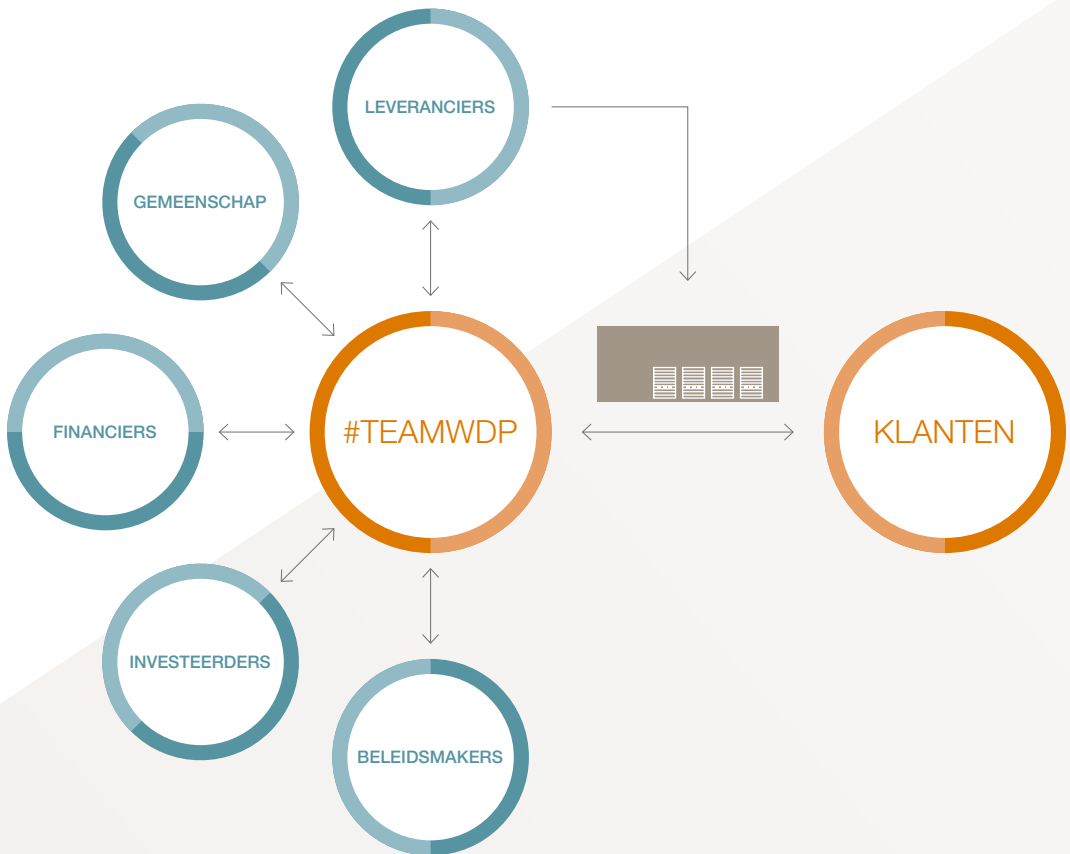 LEVERANCIERS
GEMEENSCHAP
FINANCIERS
#TEAMWDP
KLANTEN
INVESTEERDERS
BELEIDSMAKERS